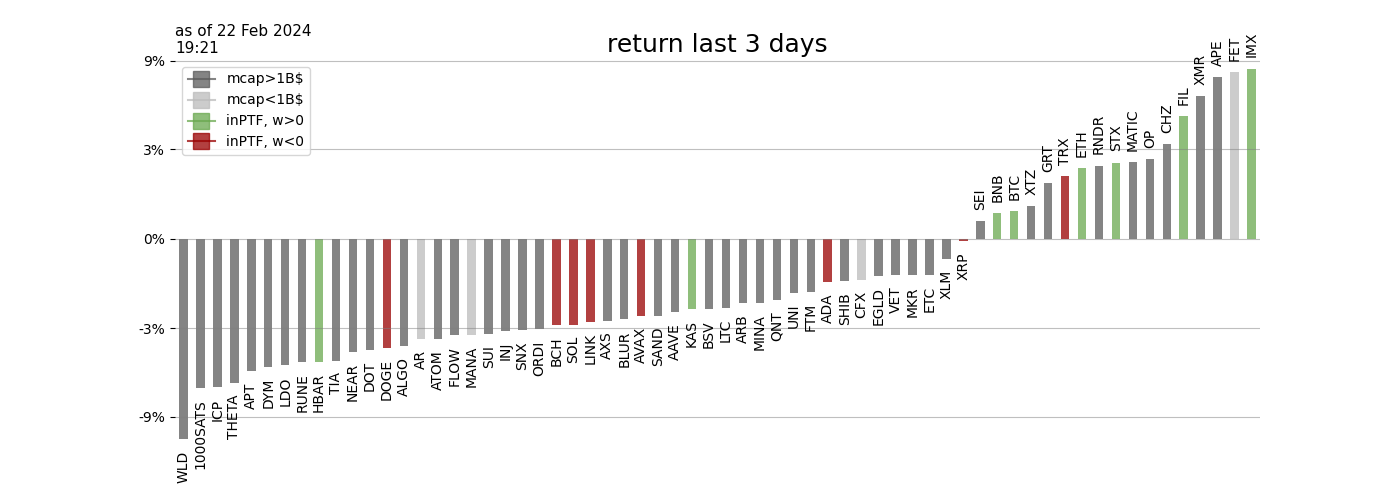 as of 22 Feb 2024
19:21
return last 3 days
9%
3%
0%
-3%
-9%
mcap>1B$
mcap<1B$
inPTF, w>0
inPTF, w<0
WLD
1000SATS
ICP
THETA
APT
DYM
LDO
RUNE
HBAR
TIA
NEAR
DOT
DOGE
ALGO
AR
ATOM
FLOW
MANA
SUI
INJ
SNX
ORDI
BCH
SOL
LINK
AXS
BLUR
AVAX
SAND
AAVE
KAS
BSV
LTC
ARB
MINA
QNT
UNI
FTM
ADA
SHIB
CFX
EGLD
VET
MKR
ETC
XLM
XRP
SEI
BNB
BTC
XTZ
GRT
TRX
ETH
RNDR
STX
MATIC
OP
CHZ
FIL
XMR
APE
FET
IMX